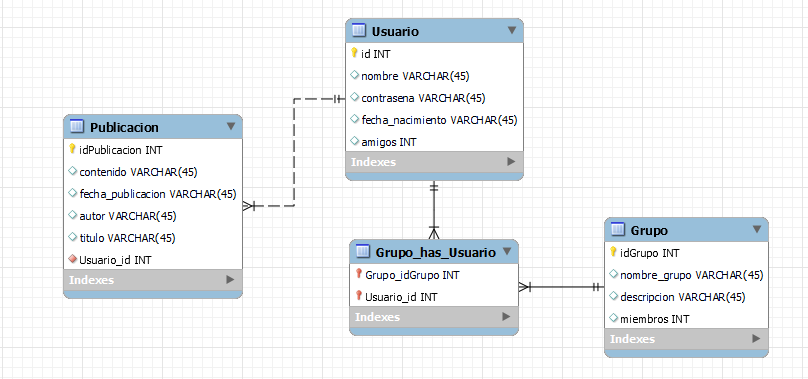 Usuario
id INT
nombre VARCHAR(45)
contrasena VARCHAR(45)
fecha_nacimiento VARCHAR(45)
amigos INT
Indexes
Publicacion
idPublicacion INT
contenido VARCHAR(45)
fecha_publicacion VARCHAR(45)
autor VARCHAR(45)
titulo VARCHAR(45)
Usuario_id INT
Indexes
Grupo_has_Usuario
Grupo_idGrupo INT
Usuario_id INT
Indexes
Grupo
idGrupo INT
nombre_grupo VARCHAR(45)
descripcion VARCHAR(45)
miembros INT
Indexes